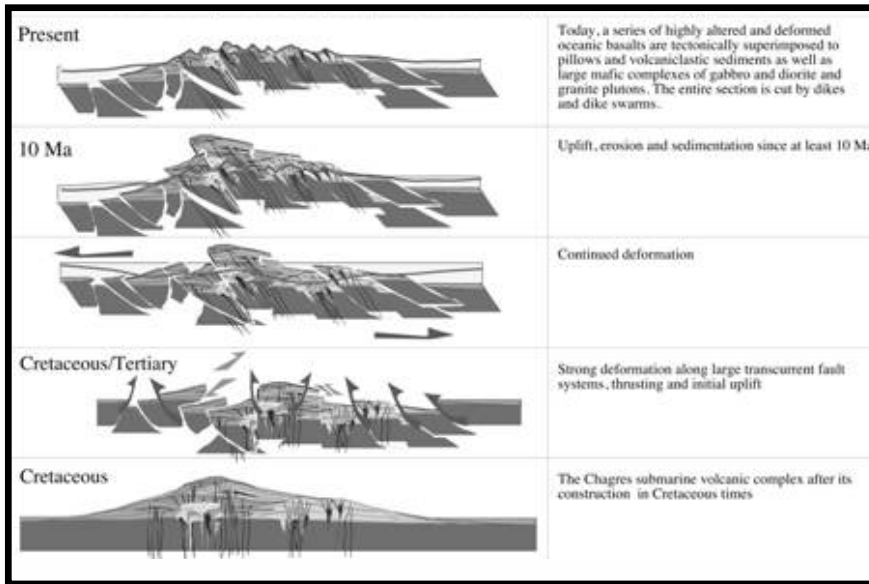 Present
Today, a series of highly altered and deformed
oceanic basalts are tectonically superimposed to
pillows and volcaniclastic sediments as well as
large mafic complexes of gabbro and diorite and
granite plutons. The entire section is cut by dikes
and dike swarms.
10 Ma
Uplift, erosion and sedimentation since at least 10 Ma
Continued deformation
Cretaceous/Tertiary
Strong deformation along large transcurrent fault
systems, thrusting and initial uplift
Cretaceous
The Chagres submarine volcanic complex after its
construction in Cretaceous times